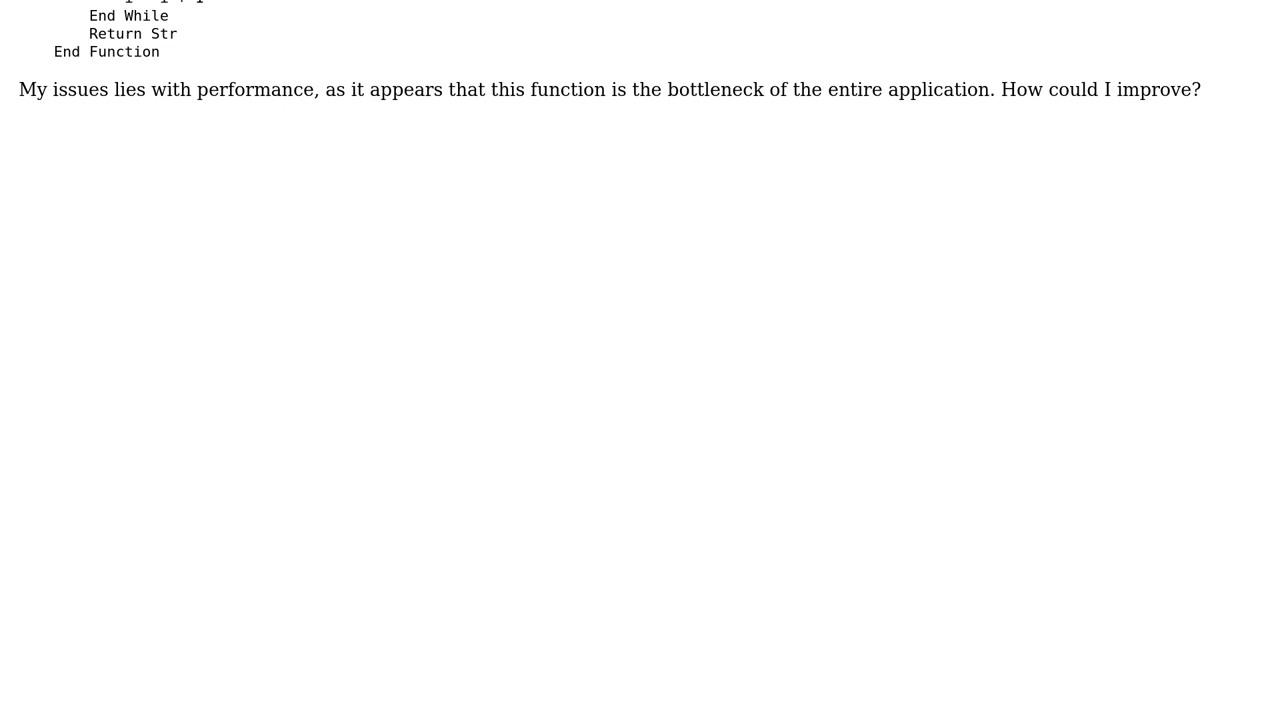 End While
Return Str
End Function
My issues lies with performance, as it appears that this function is the bottleneck of the entire application. How could I improve?